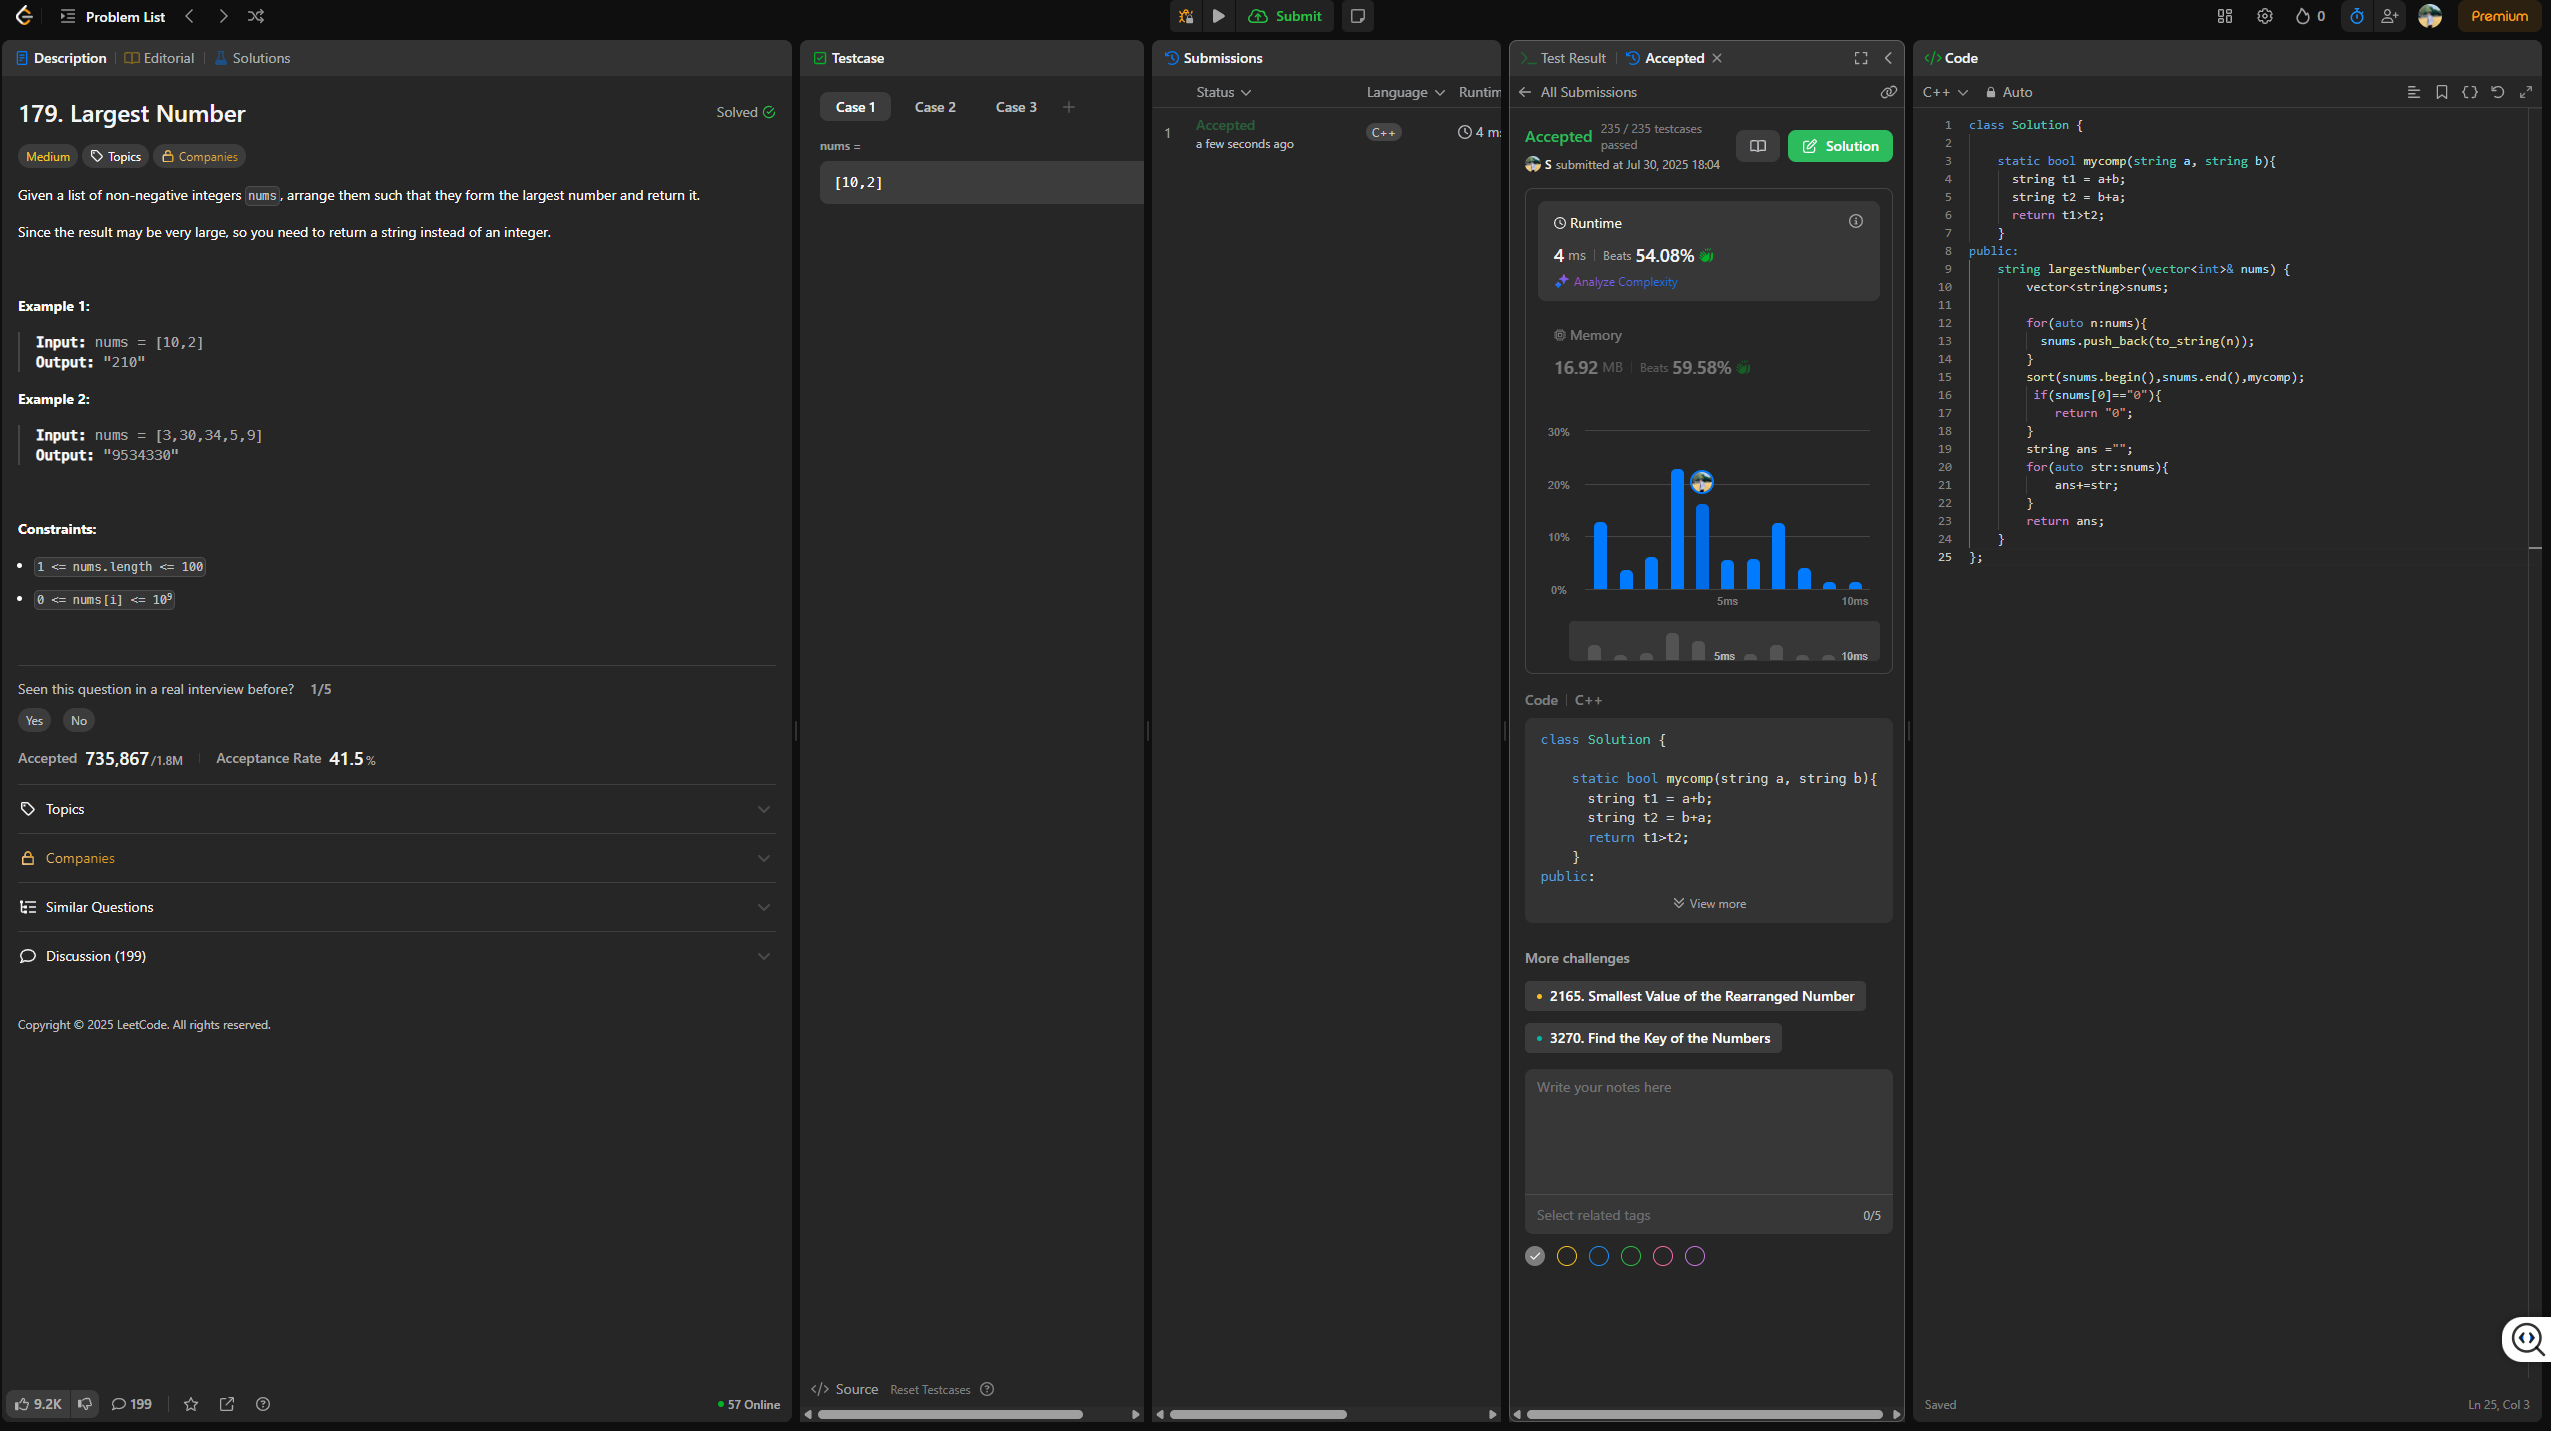 Problem List
Submit
0
Premium
Description
Editorial
Solutions
179. Largest Number
Solved
Medium
Topics
Companies
Given a list of non-negative integers nums, arrange them such that they form the largest number and return it.
Since the result may be very large, so you need to return a string instead of an integer.
Example 1:
Input: nums = [10,2]
Output: "210"
Example 2:
Input: nums = [3,30,34,5,9]
Output: "9534330"
Constraints:
1 <= nums.length <= 100
0 <= nums[i] <= 10⁹
Seen this question in a real interview before? 1/5
Yes
No
Accepted 735,867/1.8M
Acceptance Rate 41.5%
Topics
Companies
Similar Questions
Discussion (199)
Copyright © 2025 LeetCode. All rights reserved.
9.2K
199
57 Online
Testcase
Case 1
Case 2
Case 3
nums =
[10,2]
Source
Reset Testcases
Submissions
Status
Language
Runtim
1
Accepted
a few seconds ago
C++
4 m
Test Result
Accepted
All Submissions
Accepted
235 / 235 testcases
passed
S submitted at Jul 30, 2025 18:04
Solution
Runtime
4 ms
Beats 54.08%
Analyze Complexity
Memory
16.92 MB
Beats 59.58%
30%
20%
10%
0%
5ms
10ms
5ms
10ms
Code
C++
class Solution {
static bool mycomp(string a, string b){
string t1 = a+b;
string t2 = b+a;
return t1>t2;
}
public:
View more
More challenges
2165. Smallest Value of the Rearranged Number
3270. Find the Key of the Numbers
Write your notes here
Select related tags
0/5
Code
C++
Auto
1 class Solution {
2
3 static bool mycomp(string a, string b){
4 string t1 = a+b;
5 string t2 = b+a;
6 return t1>t2;
7 }
8 public:
9 string largestNumber(vector<int>& nums) {
10 vector<string>snums;
11
12 for(auto n:nums){
13 snums.push_back(to_string(n));
14 }
15 sort(snums.begin(),snums.end(),mycomp);
16 if(snums[0]=="0"){
17 return "0";
18 }
19 string ans ="";
20 for(auto str:snums){
21 ans+=str;
22 }
23 return ans;
24 }
25 };
Saved
Ln 25, Col 3